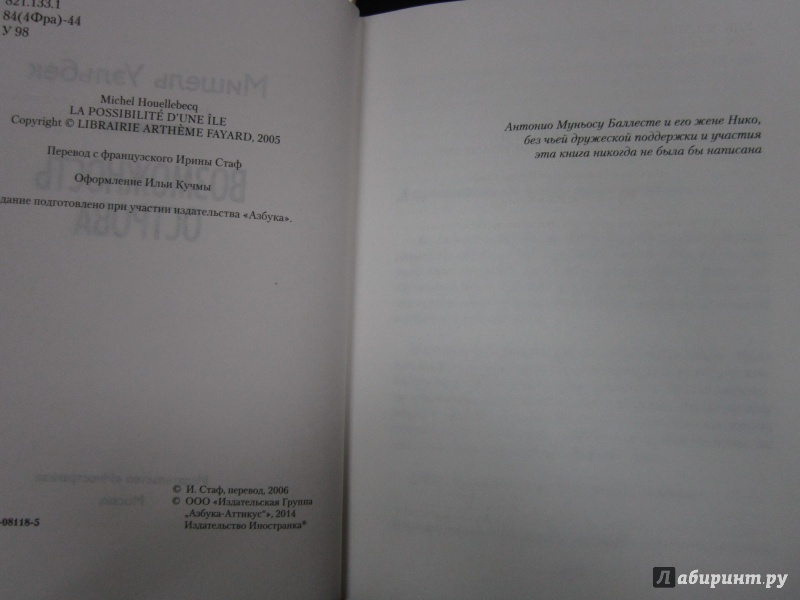 821.133.1
84(4Фра)-44
У 98
Мишель Уэльбек
Michel Houellebecq
LA POSSIBILITÉ D'UNE ÎLE
Copyright © LIBRAIRIE ARTHÈME FAYARD, 2005
Перевод с французского Ирины Стаф
Оформление Ильи Кучмы
дание подготовлено при участии издательства «Азбука».
ВОЗМОЖНОСТЬ
ОСТРОВА
Москва
© И. Стаф, перевод, 2006
© ООО «Издательская Группа
„Азбука-Аттикус“», 2014
Издательство Иностранка®
-08118-5
Антонио Муньосу Баллесте и его жене Нико,
без чьей дружеской поддержки и участия
эта книга никогда не была бы написана
Лабиринт.ру